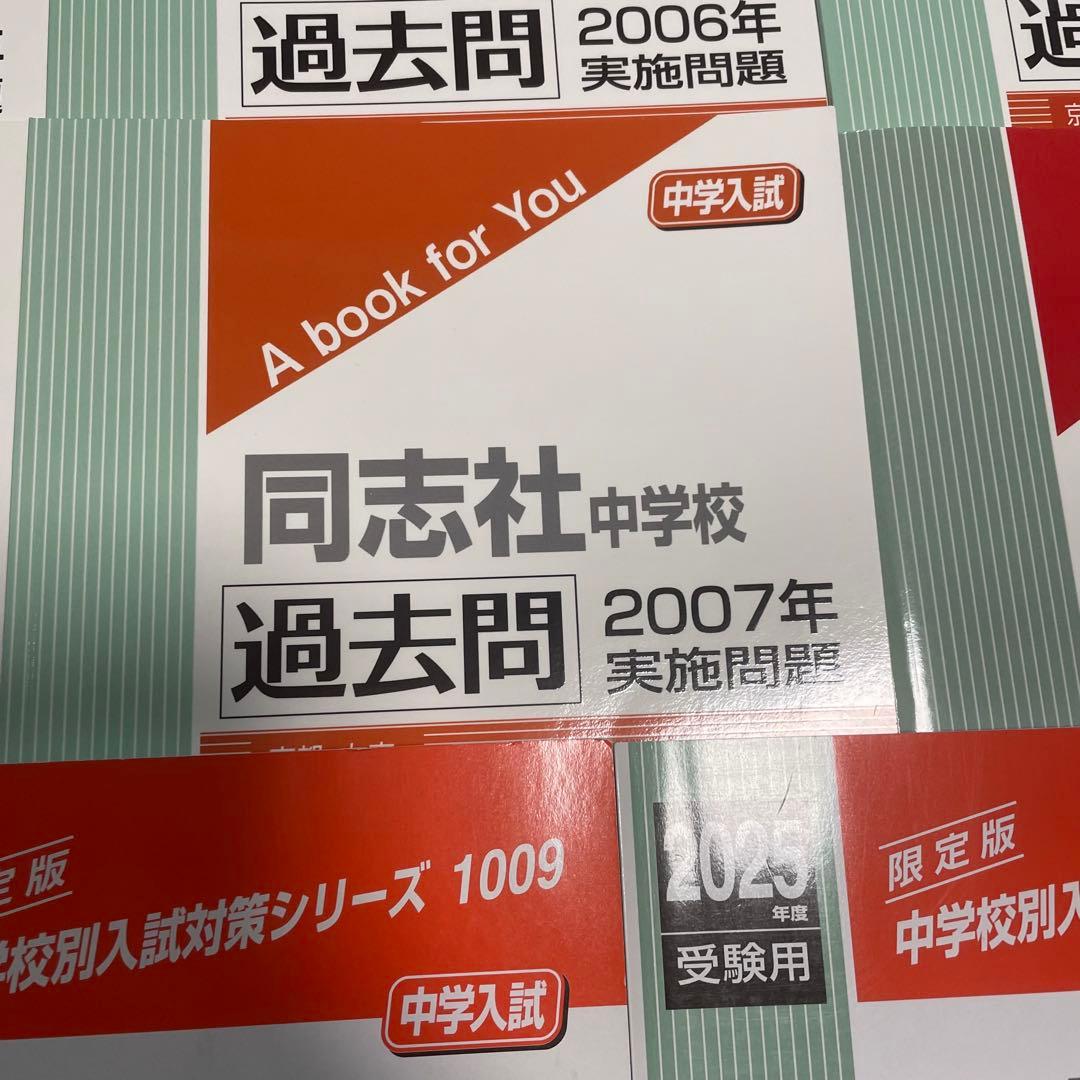 過去問
2006年
実施問題
過
京
A book for You
中学入試
同志社中学校
過去問
2007年
実施問題
定版
学校別入試対策シリーズ 1009
中学入試
2025
年度
受験用
限定版
中学校別入